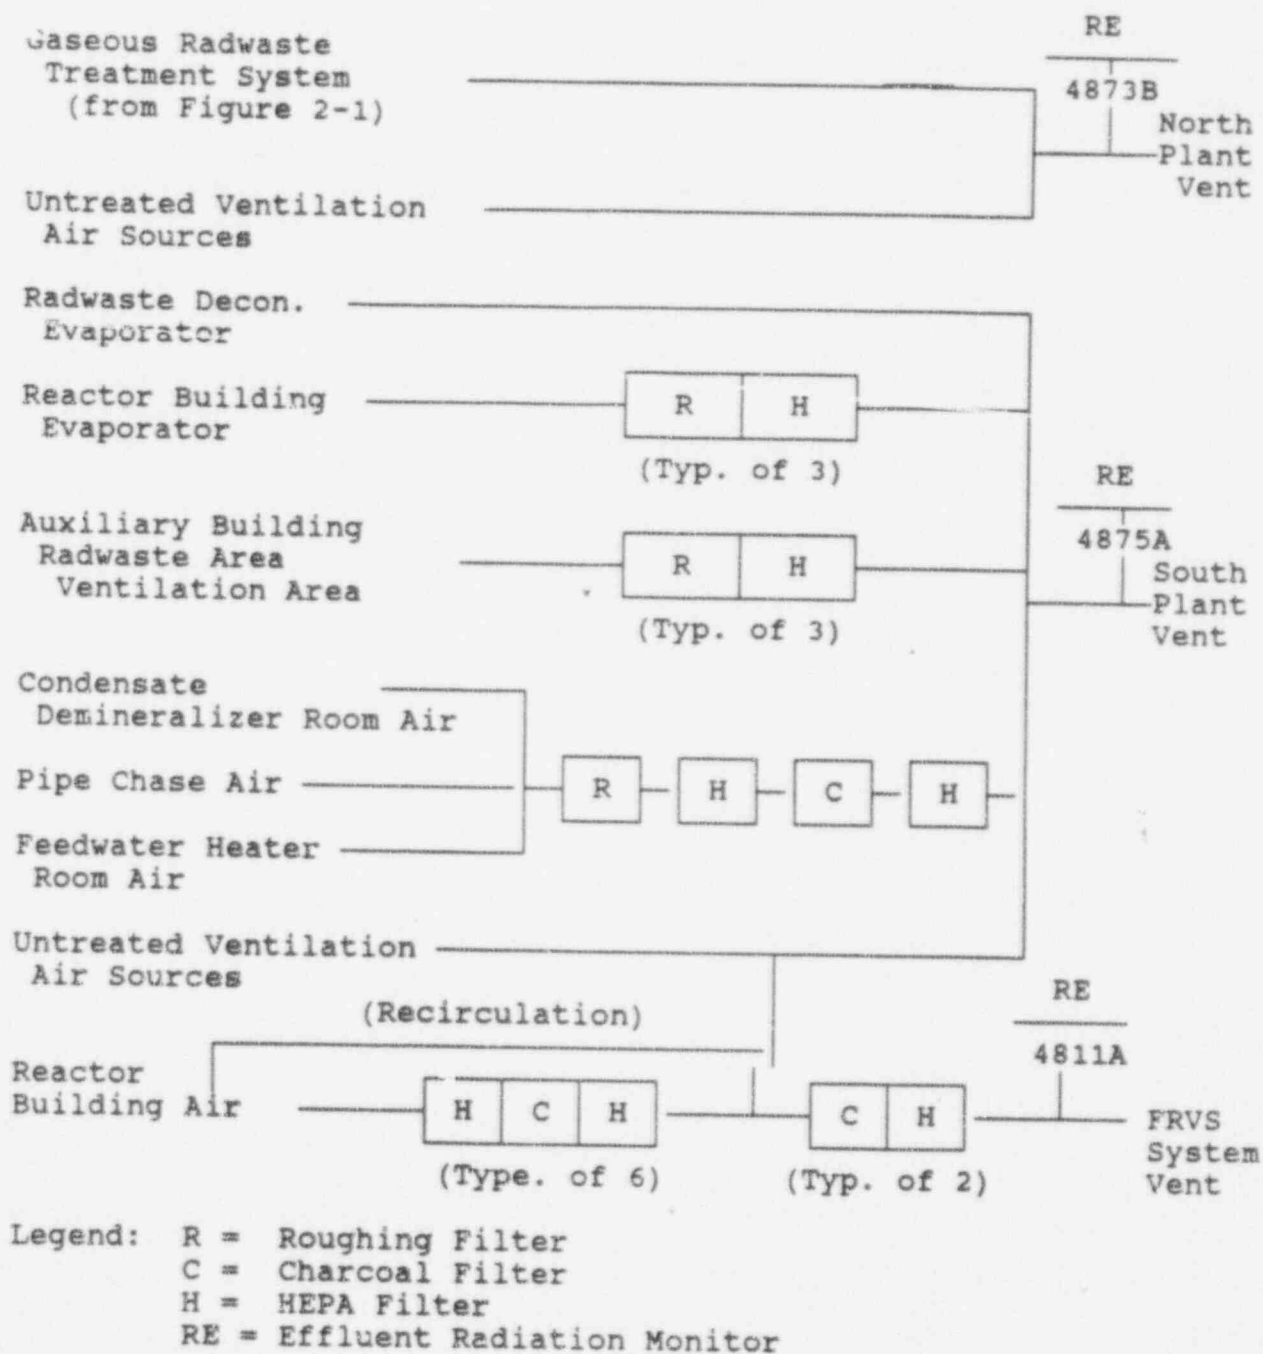 Gaseous Radwaste
Treatment System
(from Figure 2-1)
RE
4873B
North
Plant
Vent
Untreated Ventilation
Air Sources
Radwaste Decon.
Evaporator
Reactor Building
Evaporator
R H
(Typ. of 3)
RE
4875A
South
Plant
Vent
Auxiliary Building
Radwaste Area
Ventilation Area
R H
(Typ. of 3)
Condensate
Demineralizer Room Air
Pipe Chase Air
R H C H
Feedwater Heater
Room Air
Untreated Ventilation
Air Sources
(Recirculation)
RE
4811A
Reactor
Building Air
H C H
(Type. of 6)
C H
(Typ. of 2)
FRVS
System
Vent
Legend: R = Roughing Filter
C = Charcoal Filter
H = HEPA Filter
RE = Effluent Radiation Monitor